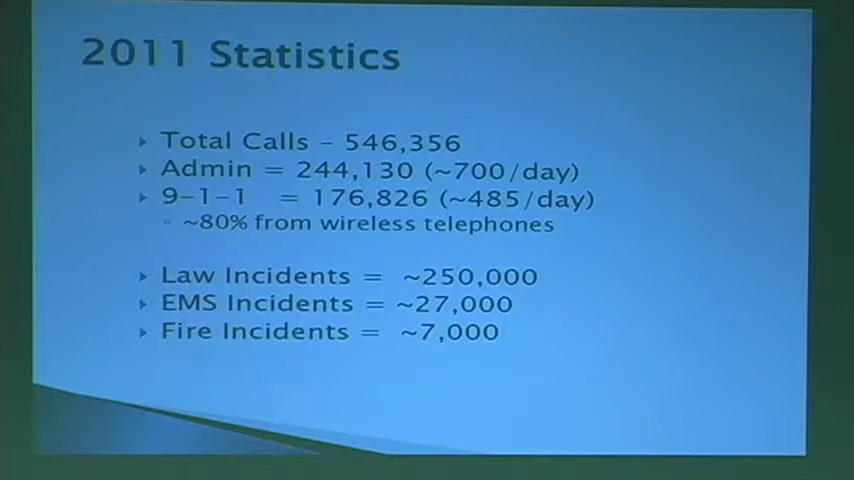 2011 Statistics
Total Calls – 546,356
Admin = 244,130 (~700/day)
9-1-1 = 176,826 (~485/day)
~80% from wireless telephones
Law Incidents = ~250,000
EMS Incidents = ~27,000
Fire Incidents = ~7,000